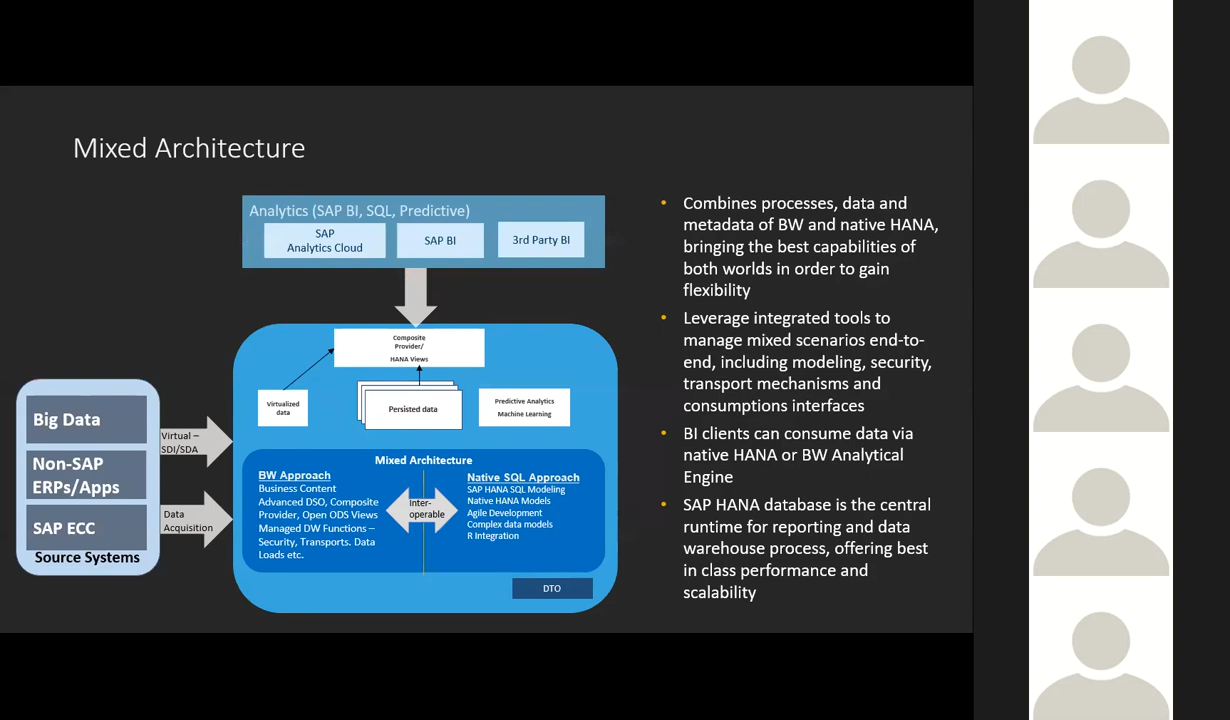 Mixed Architecture
Analytics (SAP BI, SQL, Predictive)
SAP
Analytics Cloud
SAP BI
3rd Party BI
Composite
Provider/
HANA Views
Virtualized
data
Persisted data
Predictive Analytics
Machine Learning
Big Data
Non-SAP
ERPs/Apps
SAP ECC
Source Systems
Virtual –
SDI/SDA
Data
Acquisition
Mixed Architecture
BW Approach
Business Content
Advanced DSO, Composite
Provider, Open ODS Views
Managed DW Functions –
Security, Transports. Data
Loads etc.
Inter-
operable
Native SQL Approach
SAP HANA SQL Modeling
Native HANA Models
Agile Development
Complex data models
R Integration
DTO
• Combines processes, data and
metadata of BW and native HANA,
bringing the best capabilities of
both worlds in order to gain
flexibility
• Leverage integrated tools to
manage mixed scenarios end-to-
end, including modeling, security,
transport mechanisms and
consumptions interfaces
• BI clients can consume data via
native HANA or BW Analytical
Engine
• SAP HANA database is the central
runtime for reporting and data
warehouse process, offering best
in class performance and
scalability